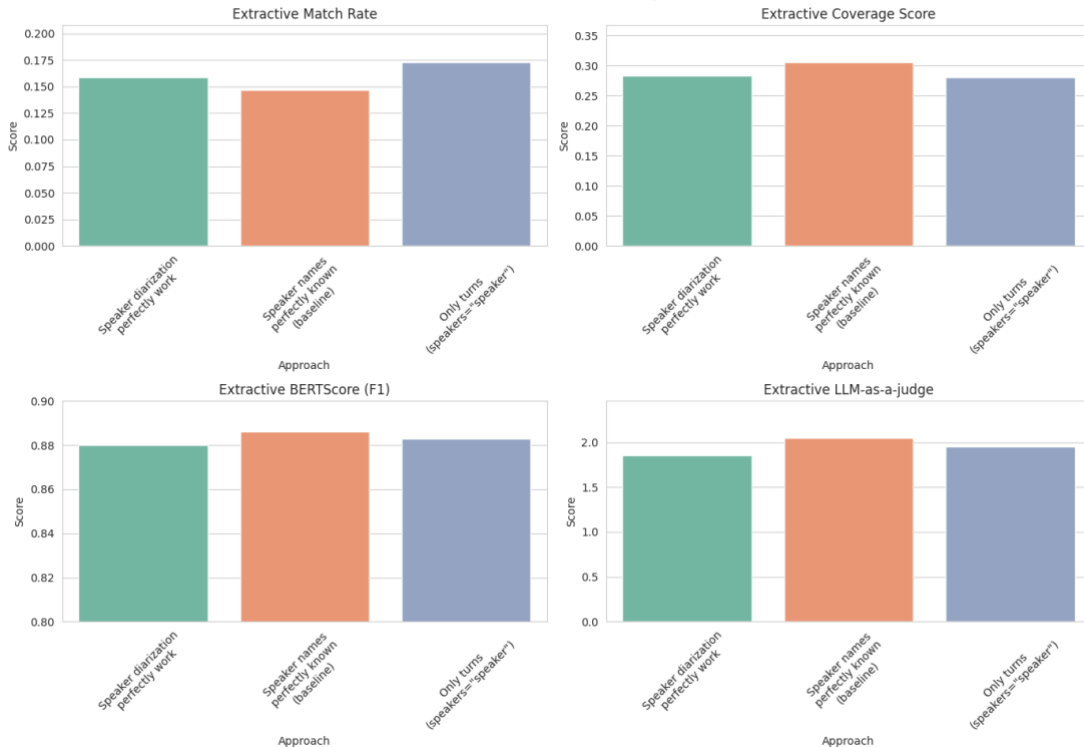 Extractive Match Rate
0.200
0.175
0.150
0.125
0.100
0.075
0.050
0.025
0.000
Score
Speaker diarization
perfectly work
Speaker names
perfectly known
(baseline)
Only turns
(speakers="speaker")
Approach
Extractive Coverage Score
0.35
0.30
0.25
0.20
0.15
0.10
0.05
0.00
Score
Speaker diarization
perfectly work
Speaker names
perfectly known
(baseline)
Only turns
(speakers="speaker")
Approach
Extractive BERTScore (F1)
0.90
0.88
0.86
0.84
0.82
0.80
Score
Speaker diarization
perfectly work
Speaker names
perfectly known
(baseline)
Only turns
(speakers="speaker")
Approach
Extractive LLM-as-a-judge
2.0
1.5
1.0
0.5
0.0
Score
Speaker diarization
perfectly work
Speaker names
perfectly known
(baseline)
Only turns
(speakers="speaker")
Approach